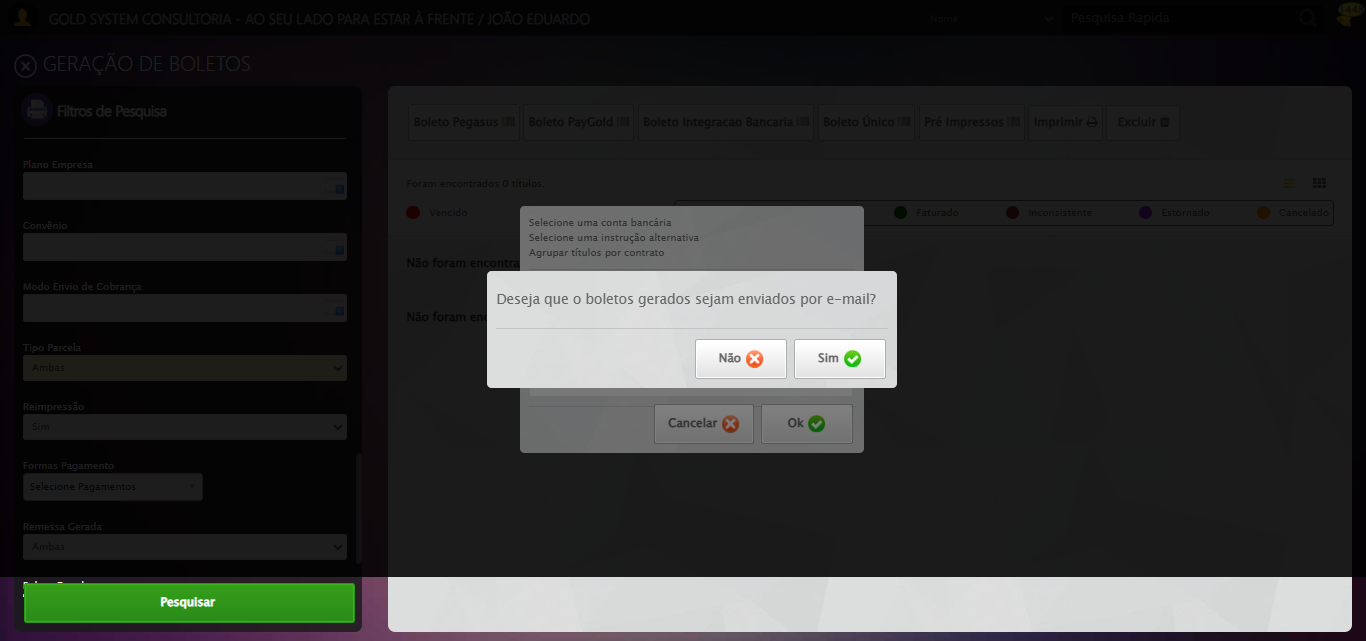 GOLD SYSTEM CONSULTORIA - AO SEU LADO PARA ESTAR À FRENTE / JOÃO EDUARDO
Nome
Pesquisa Rapida
44
GERAÇÃO DE BOLETOS
Filtros de Pesquisa
Plano Empresa
Convênio
Modo Envio de Cobrança
Tipo Parcela
Ambas
Reimpressão
Sim
Formas Pagamento
Selecione Pagamentos
Remessa Gerada
Ambas
Pesquisar
Boleto Pegasus
Boleto PayGold
Boleto Integracao Bancaria
Boleto Único
Pré Impressos
Imprimir
Excluir
Foram encontrados 0 títulos.
Vencido
Faturado
Inconsistente
Estornado
Cancelado
Não foram encontra
Não foram enc
Selecione uma conta bancária
Selecione uma instrução alternativa
Agrupar títulos por contrato
Deseja que o boletos gerados sejam enviados por e-mail?
Não
Sim
Cancelar
Ok